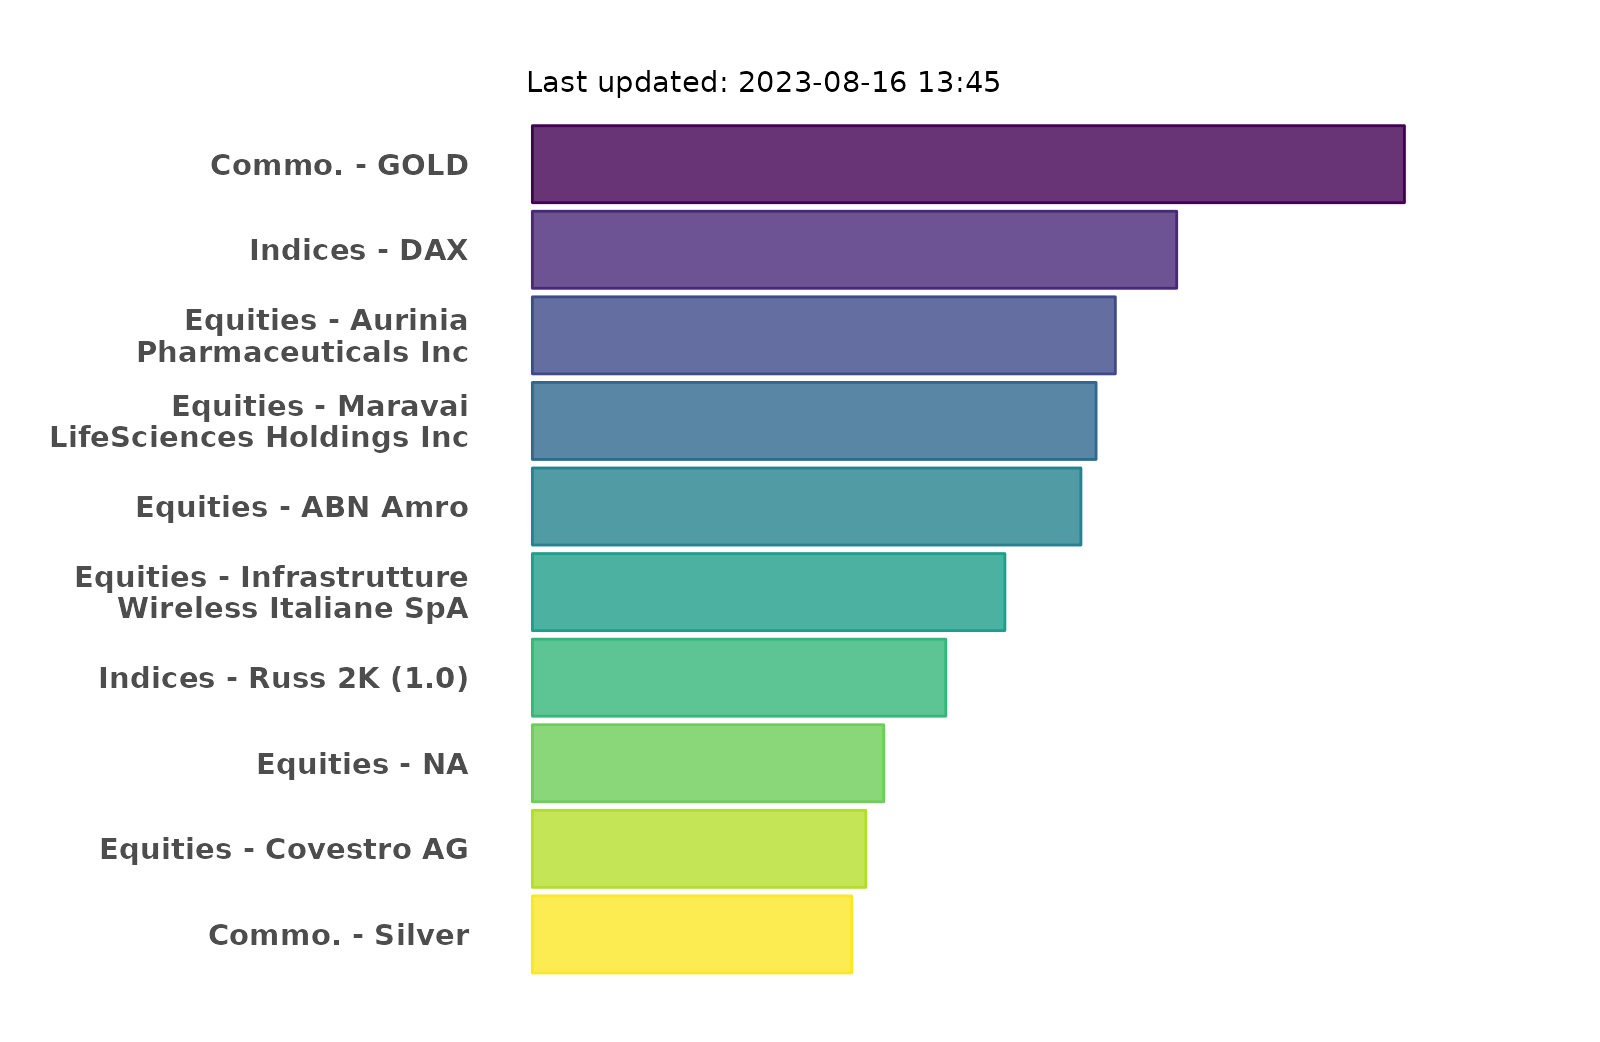 Last updated: 2023-08-16 13:45
Commo. - GOLD
Indices - DAX
Equities - Aurinia
Pharmaceuticals Inc
Equities - Maravai
LifeSciences Holdings Inc
Equities - ABN Amro
Equities - Infrastrutture
Wireless Italiane SpA
Indices - Russ 2K (1.0)
Equities - NA
Equities - Covestro AG
Commo. - Silver